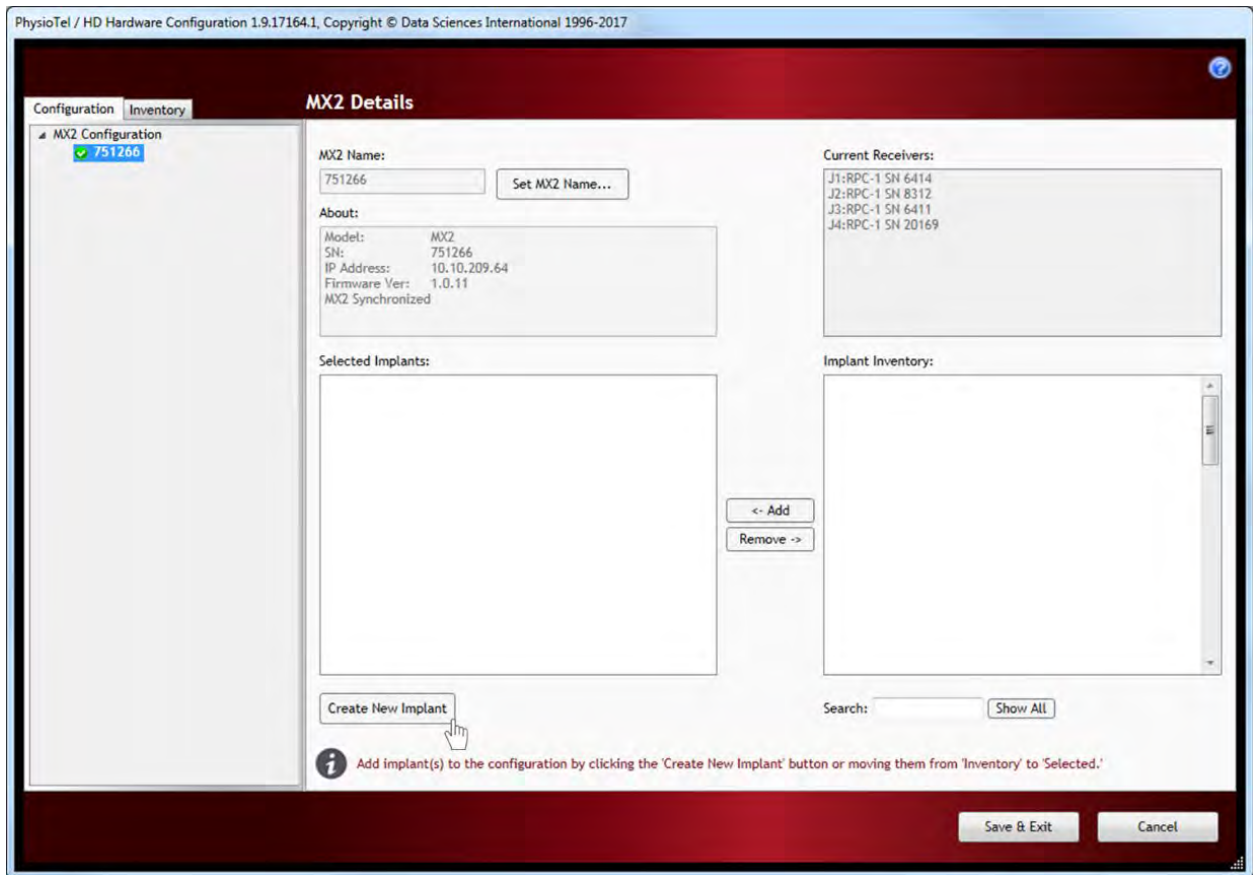 PhysioTel / HD Hardware Configuration 1.9.17164.1, Copyright © Data Sciences International 1996-2017
Configuration
Inventory
MX2 Details
MX2 Configuration
751266
MX2 Name:
751266
Set MX2 Name...
About:
Model: MX2
SN: 751266
IP Address: 10.10.209.64
Firmware Ver: 1.0.11
MX2 Synchronized
Current Receivers:
J1:RPC-1 SN 6414
J2:RPC-1 SN 8312
J3:RPC-1 SN 6411
J4:RPC-1 SN 20169
Selected Implants:
Implant Inventory:
<- Add
Remove ->
Create New Implant
Search:
Show All
Add implant(s) to the configuration by clicking the 'Create New Implant' button or moving them from 'Inventory' to 'Selected.'
Save & Exit
Cancel